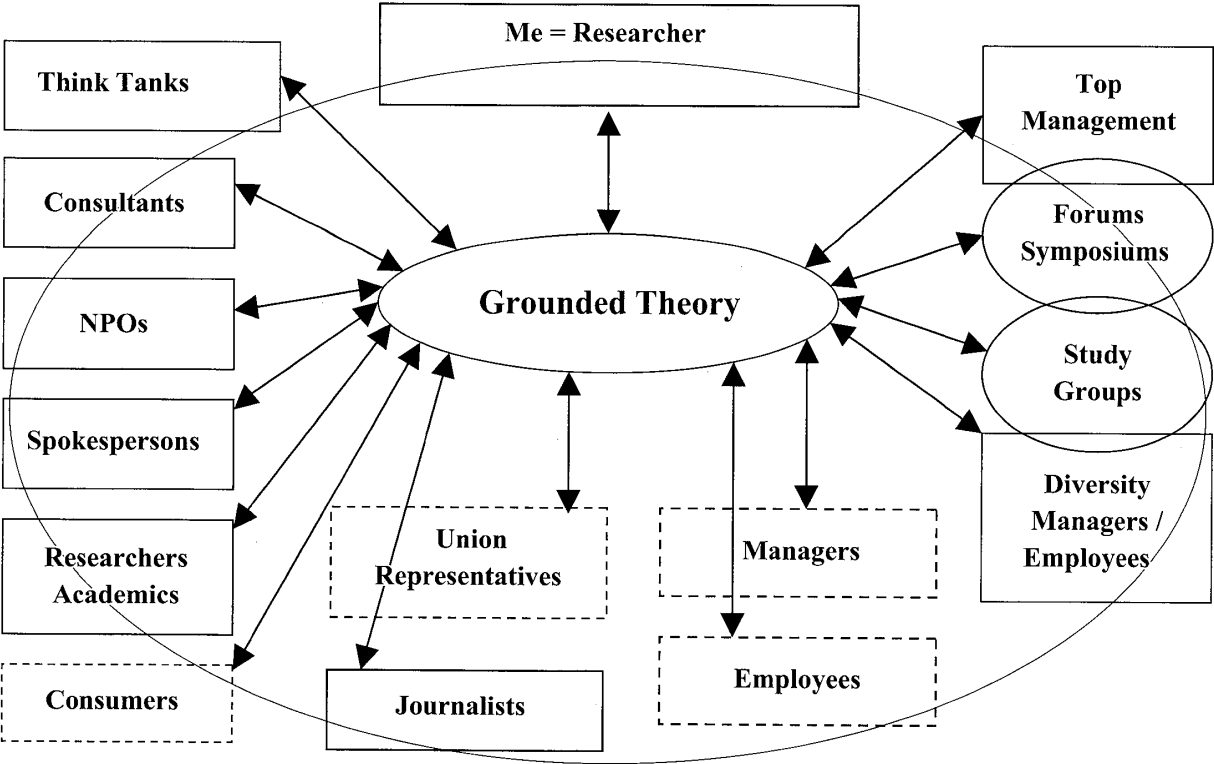 Me = Researcher
Think Tanks
Top
Management
Consultants
Forums
Symposiums
Grounded Theory
NPOs
Study
Groups
Spokespersons
Diversity
Managers /
Employees
Researchers
Academics
Union
Representatives
Managers
Consumers
Journalists
Employees